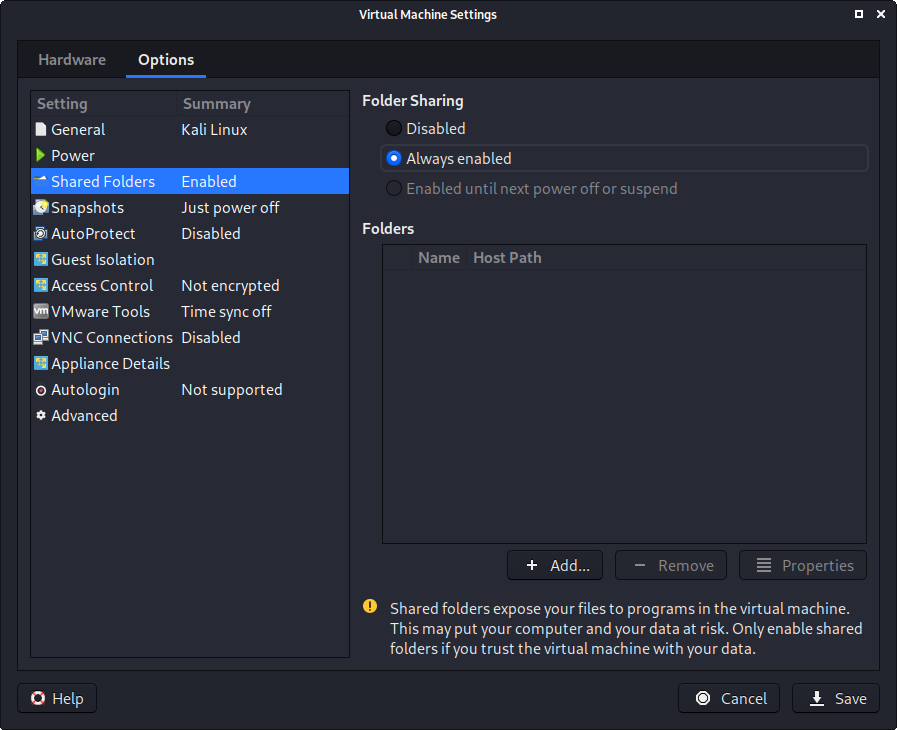 Virtual Machine Settings
Hardware Options
Setting Summary
General Kali Linux
Power
Shared Folders Enabled
Snapshots Just power off
AutoProtect Disabled
Guest Isolation
Access Control Not encrypted
vm VMware Tools Time sync off
VNC Connections Disabled
Appliance Details
Autologin Not supported
Advanced
Folder Sharing
Disabled
Always enabled
Enabled until next power off or suspend
Folders
Name Host Path
Add... Remove Properties
Shared folders expose your files to programs in the virtual machine.
This may put your computer and your data at risk. Only enable shared
folders if you trust the virtual machine with your data.
Help Cancel Save